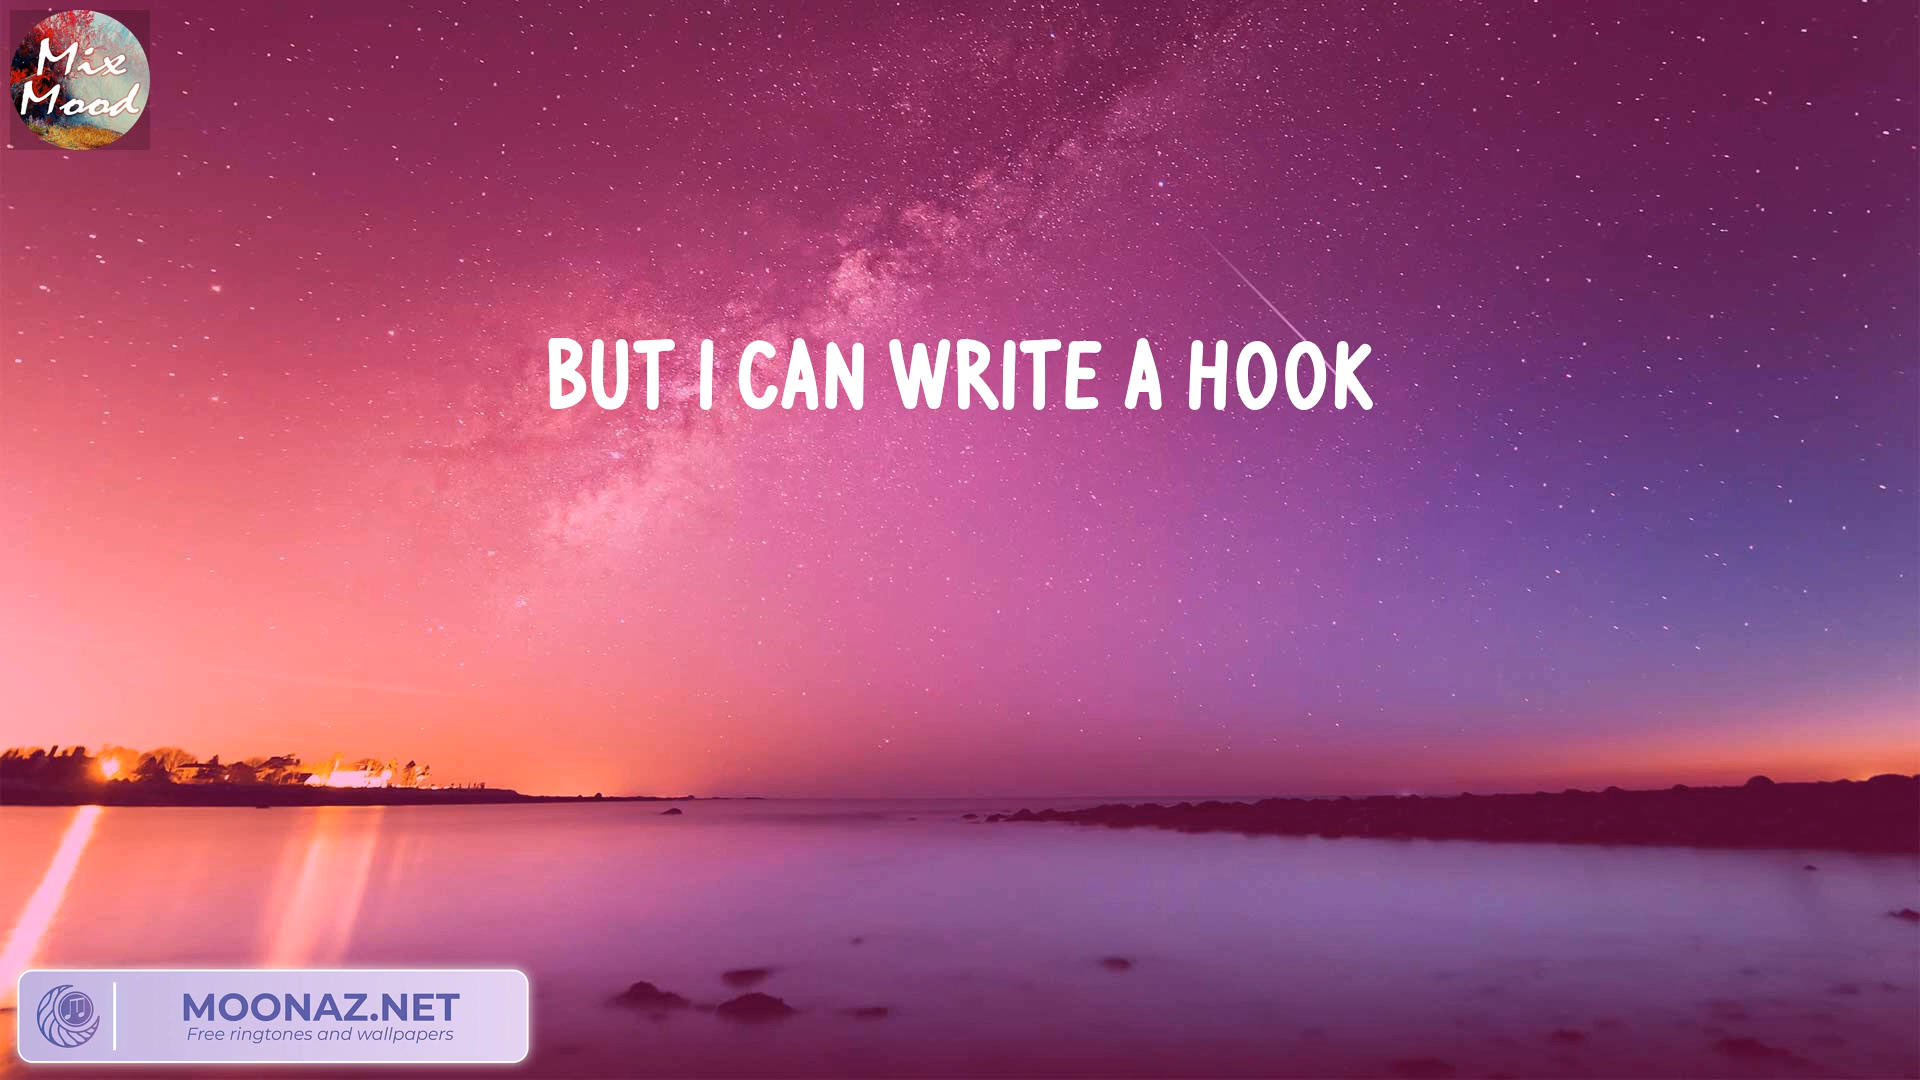 Mix
Mood
BUT I CAN WRITE A HOOK
MOONAZ.NET
Free ringtones and wallpapers